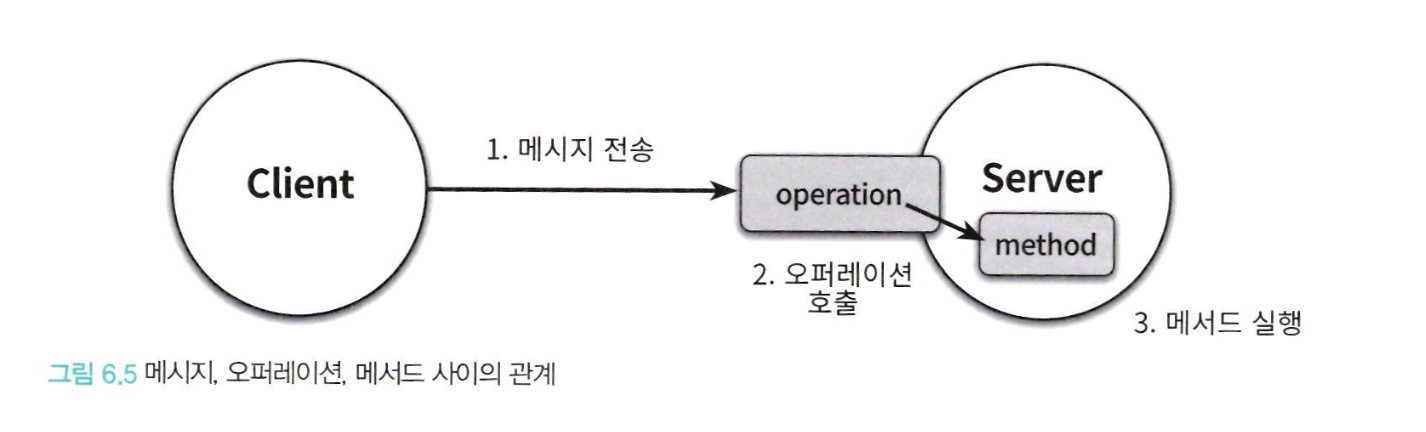 Client
1. 메시지 전송
operation
2. 오퍼레이션
호출
Server
method
3. 메서드 실행
그림 6.5 메시지, 오퍼레이션, 메서드 사이의 관계